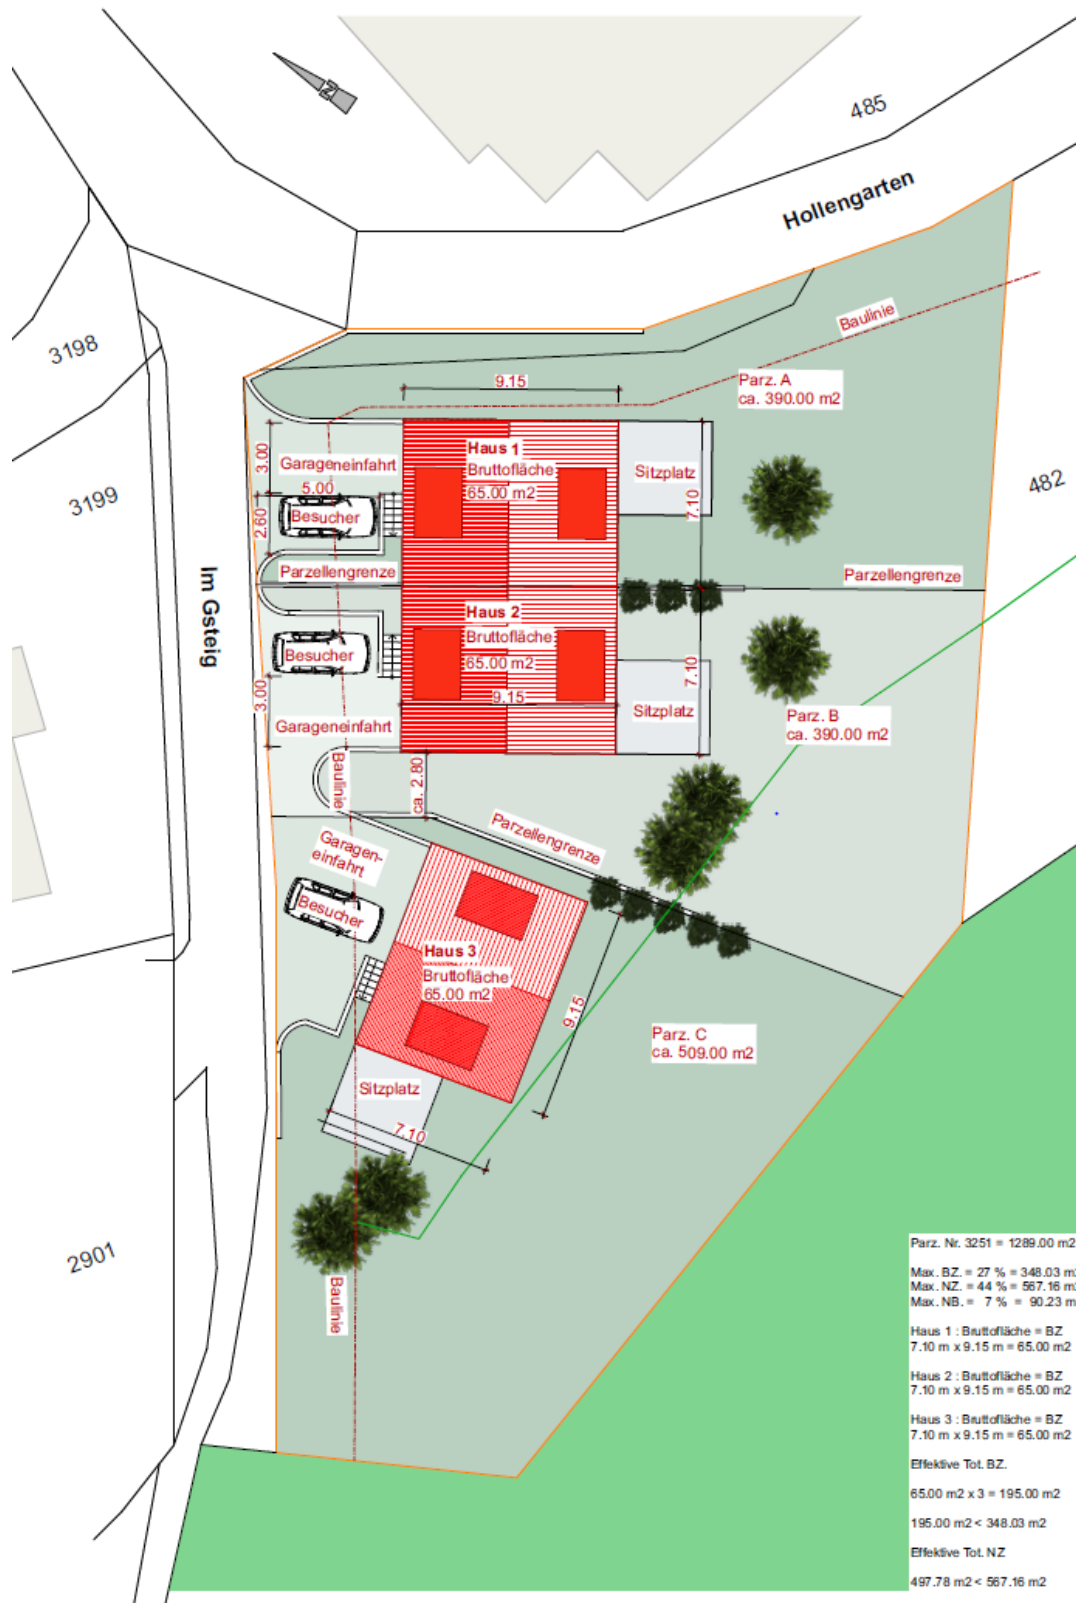 N
485
Hollengarten
3198
Baulinie
9.15
Parz. A
ca. 390.00 m2
3.00
Garageneinfahrt
5.00
Haus 1
Bruttofläche
65.00 m2
Sitzplatz
7.10
482
3199
2.60
Besucher
Im Gsteig
Parzellengrenze
Parzellengrenze
Haus 2
Bruttofläche
65.00 m2
Besucher
7.10
3.00
9.15
Sitzplatz
Garageneinfahrt
Parz. B
ca. 390.00 m2
Baulinie
ca. 2.80
Parzellengrenze
Garagen-
einfahrt
Besucher
Haus 3
Bruttofläche
65.00 m2
9.15
Parz. C
ca. 509.00 m2
Sitzplatz
7.10
2901
Baulinie
Parz. Nr. 3251 = 1289.00 m2
Max. BZ. = 27 % = 348.03 m
Max. NZ. = 44 % = 567.16 m
Max. NB. = 7 % = 90.23 m
Haus 1 : Bruttofläche = BZ
7.10 m x 9.15 m = 65.00 m2
Haus 2 : Bruttofläche = BZ
7.10 m x 9.15 m = 65.00 m2
Haus 3 : Bruttofläche = BZ
7.10 m x 9.15 m = 65.00 m2
Effektive Tot. BZ.
65.00 m2 x 3 = 195.00 m2
195.00 m2 < 348.03 m2
Effektive Tot. NZ
497.78 m2 < 567.16 m2